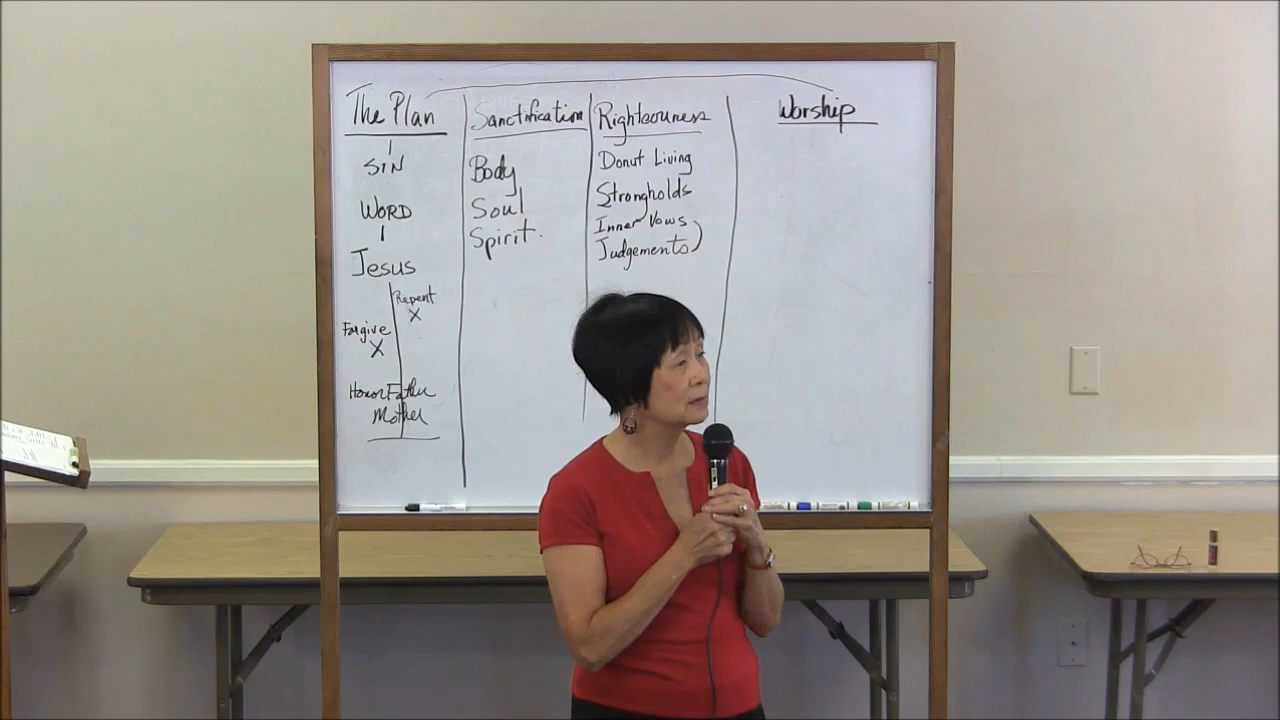 The Plan
SIN
WORD
Jesus
Repent
X
Forgive
X
Honor Father
Mother
Sanctification
Body
Soul
Spirit.
Righteouness
Donut Living
Strongholds
Inner Vows
Judgements)
Worship